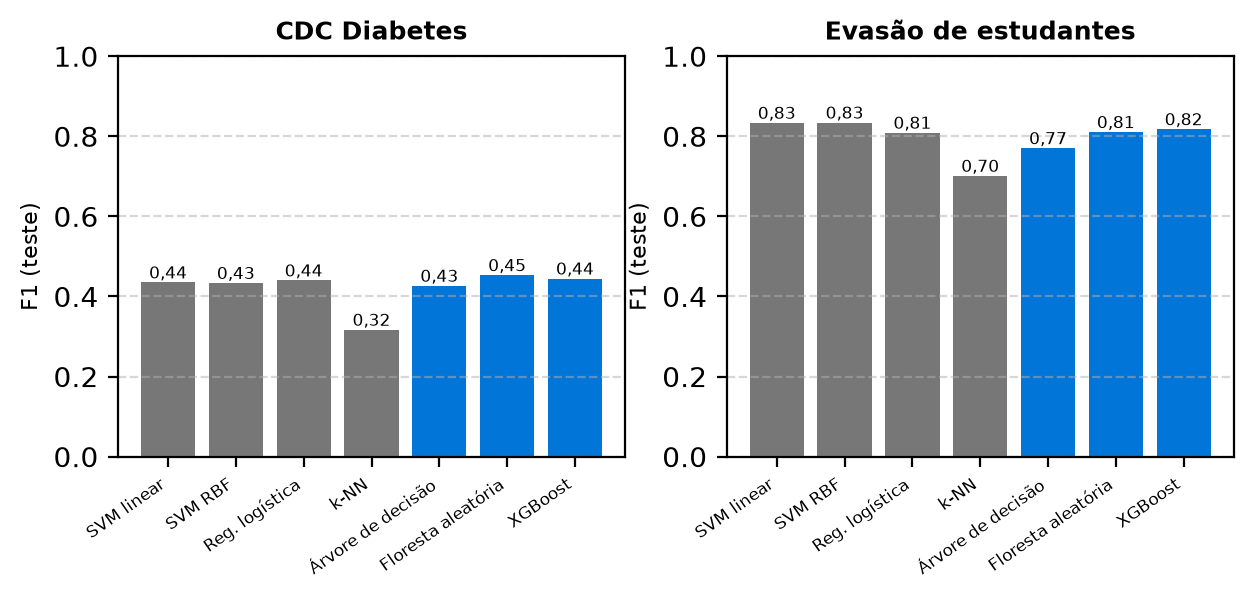 CDC Diabetes
F1 (teste)
1.0
0.8
0.6
0.4
0.2
0.0
0,44
0,43
0,44
0,32
0,43
0,45
0,44
SVM linear
SVM RBF
Reg. logística
k-NN
Árvore de decisão
Floresta aleatória
XGBoost
Evasão de estudantes
F1 (teste)
1.0
0.8
0.6
0.4
0.2
0.0
0,83
0,83
0,81
0,70
0,77
0,81
0,82
SVM linear
SVM RBF
Reg. logística
k-NN
Árvore de decisão
Floresta aleatória
XGBoost